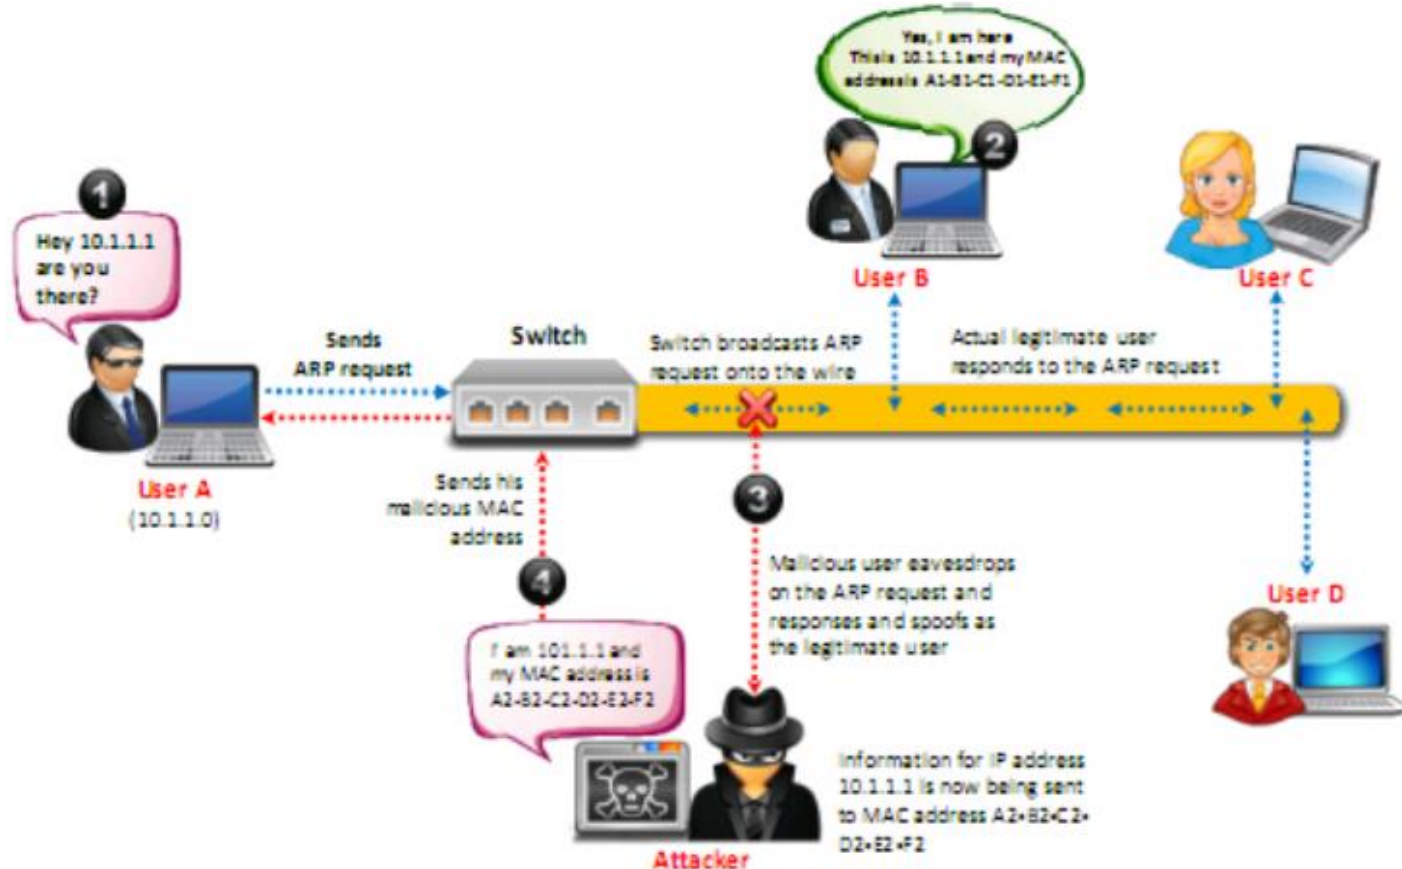 Yes, I am here
This is 10.1.1.1 and my MAC
address is A1-B1-C1-D1-E1-F1
2
1
Hey 10.1.1.1
are you
there?
User B
User C
Sends
ARP request
Switch
Switch broadcasts ARP
request onto the wire
Actual legitimate user
responds to the ARP request
User A
(10.1.1.0)
Sends his
malicious MAC
address
3
4
Malicious user eavesdrops
on the ARP request and
responses and spoofs as
the legitimate user
User D
I am 101.1.1 and
my MAC address is
A2-B2-C2-D2-E2-F2
Information for IP address
10.1.1.1 is now being sent
to MAC address A2-B2-C2-
D2-E2-F2
Attacker